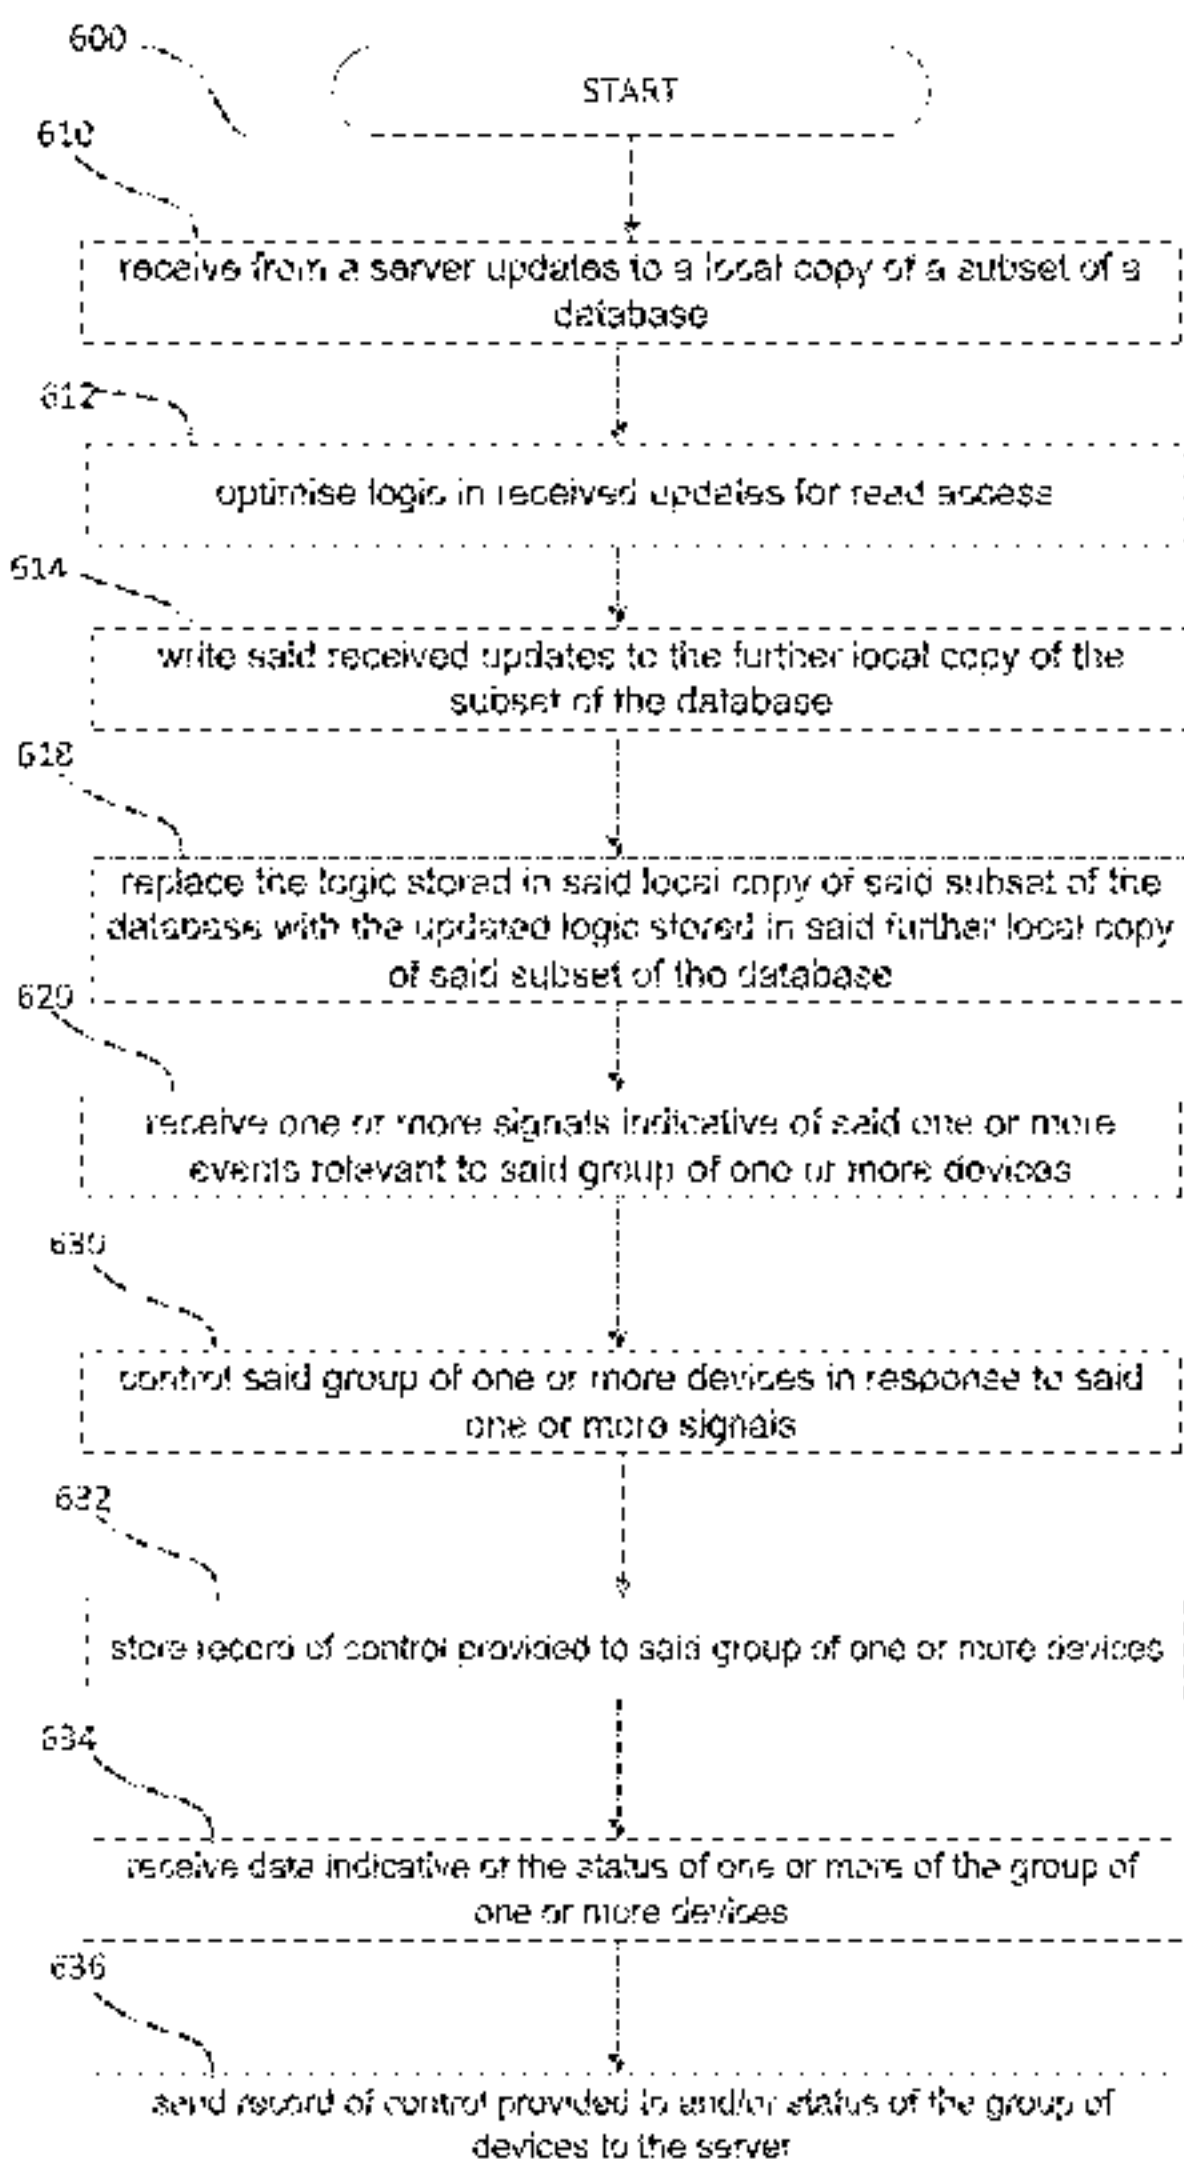 600
START
610
receive from a server updates to a local copy of a subset of a
database
612
optimise logic in received updates for read access
614
write said received updates to the further local copy of the
subset of the database
618
replace the logic stored in said local copy of said subset of the
database with the updated logic stored in said further local copy
of said subset of the database
620
receive one or more signals indicative of said one or more
events relevant to said group of one or more devices
630
control said group of one or more devices in response to said
one or more signals
632
store record of control provided to said group of one or more devices
634
receive data indicative of the status of one or more of the group of
one or more devices
636
send record of control provided to and/or status of the group of
devices to the server